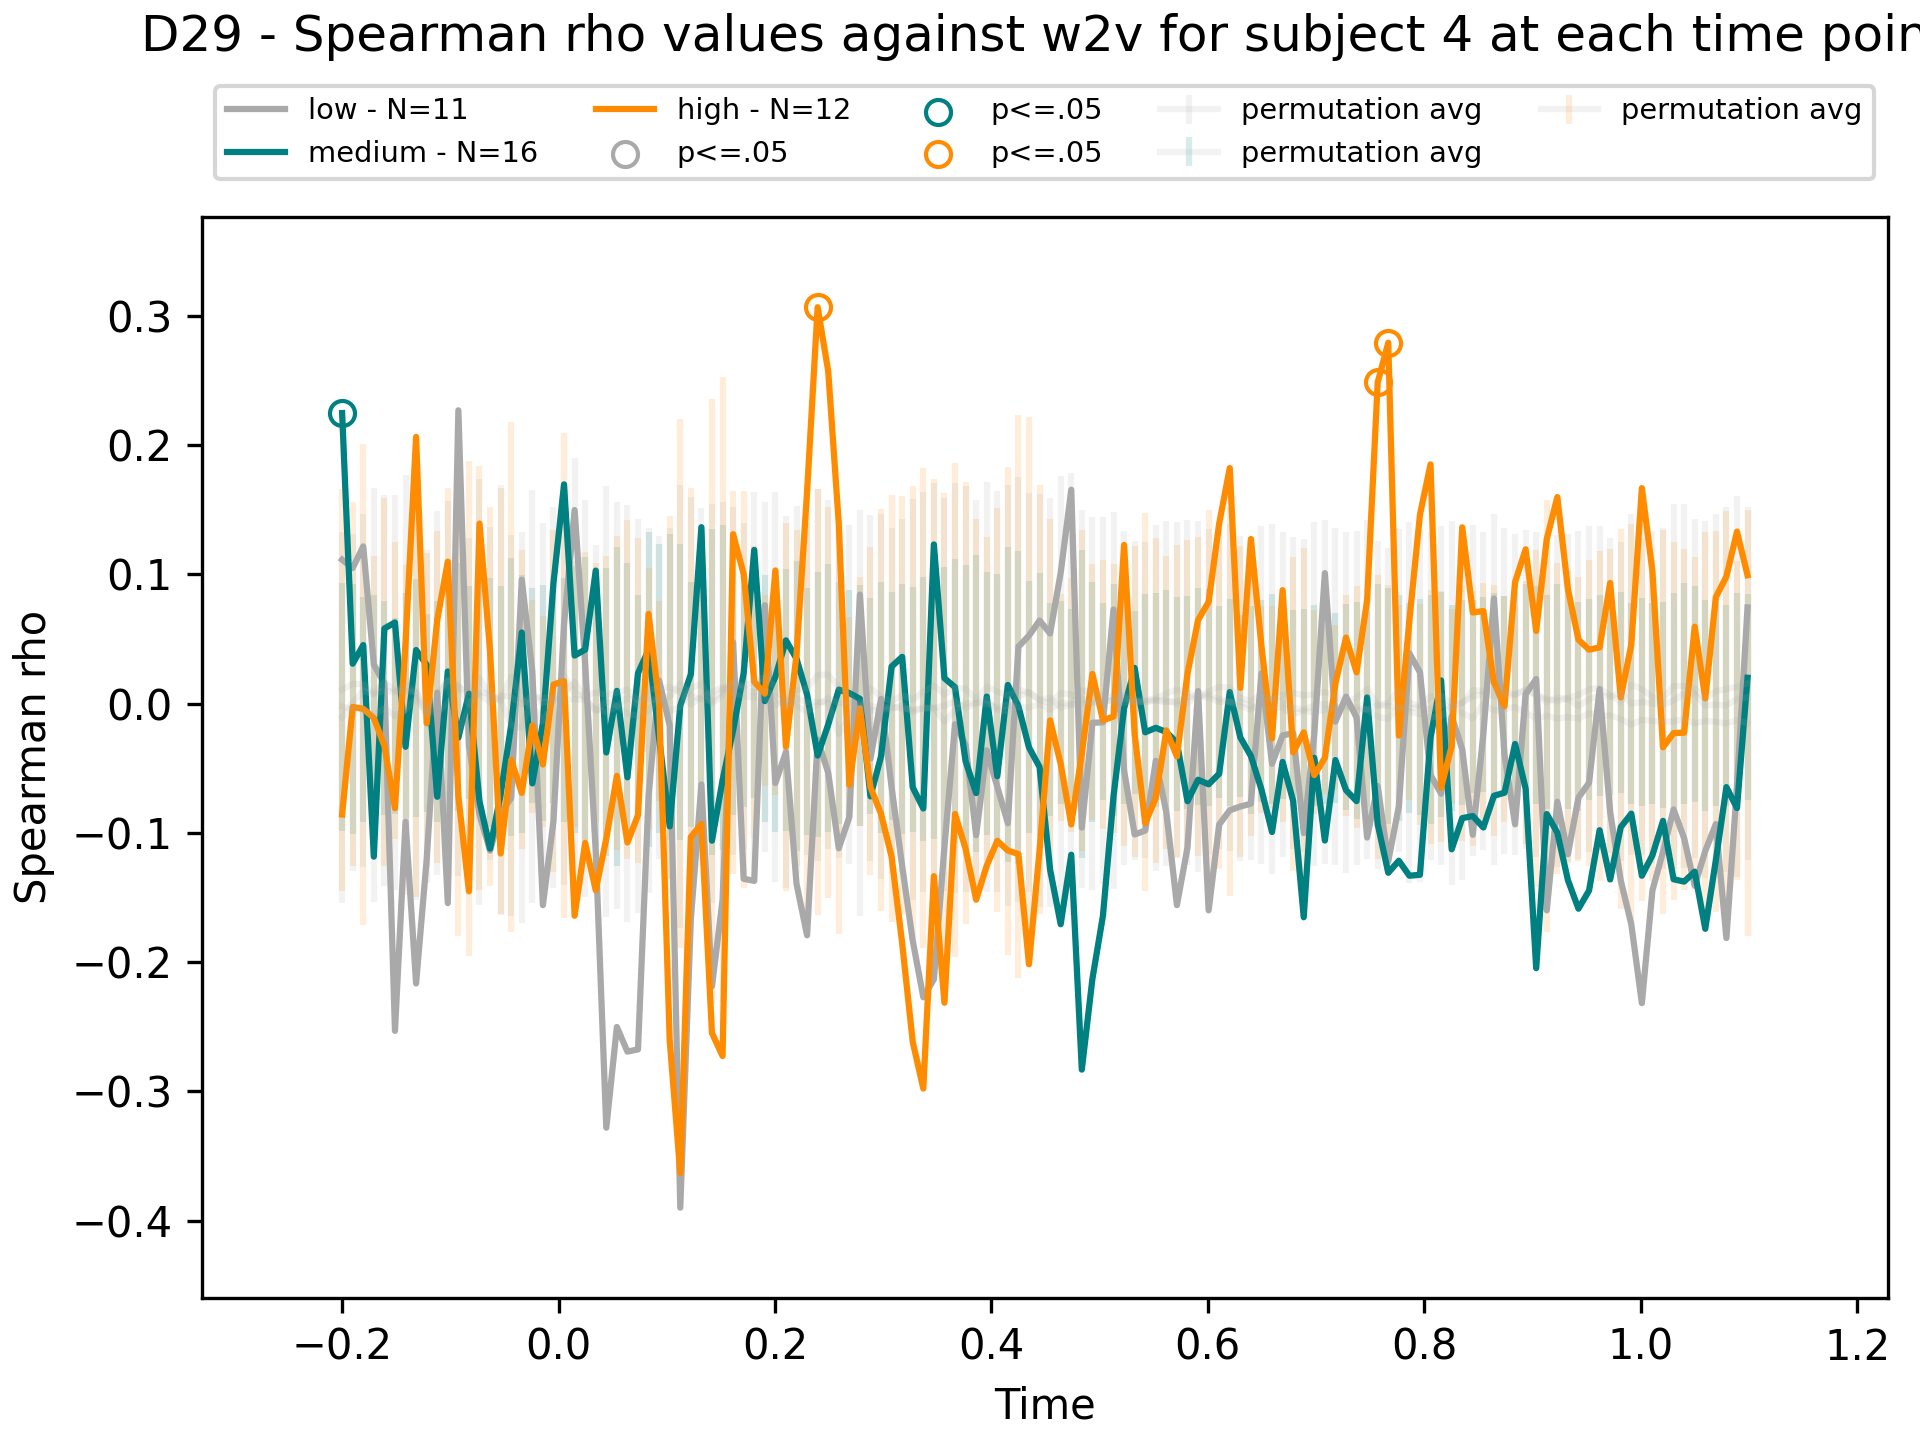 D29 - Spearman rho values against w2v for subject 4 at each time poin
low - N=11 high - N=12 p<=.05 permutation avg permutation avg
medium - N=16 p<=.05 p<=.05 permutation avg
Spearman rho
0.3
0.2
0.1
0.0
−0.1
−0.2
−0.3
−0.4
−0.2 0.0 0.2 0.4 0.6 0.8 1.0 1.2
Time